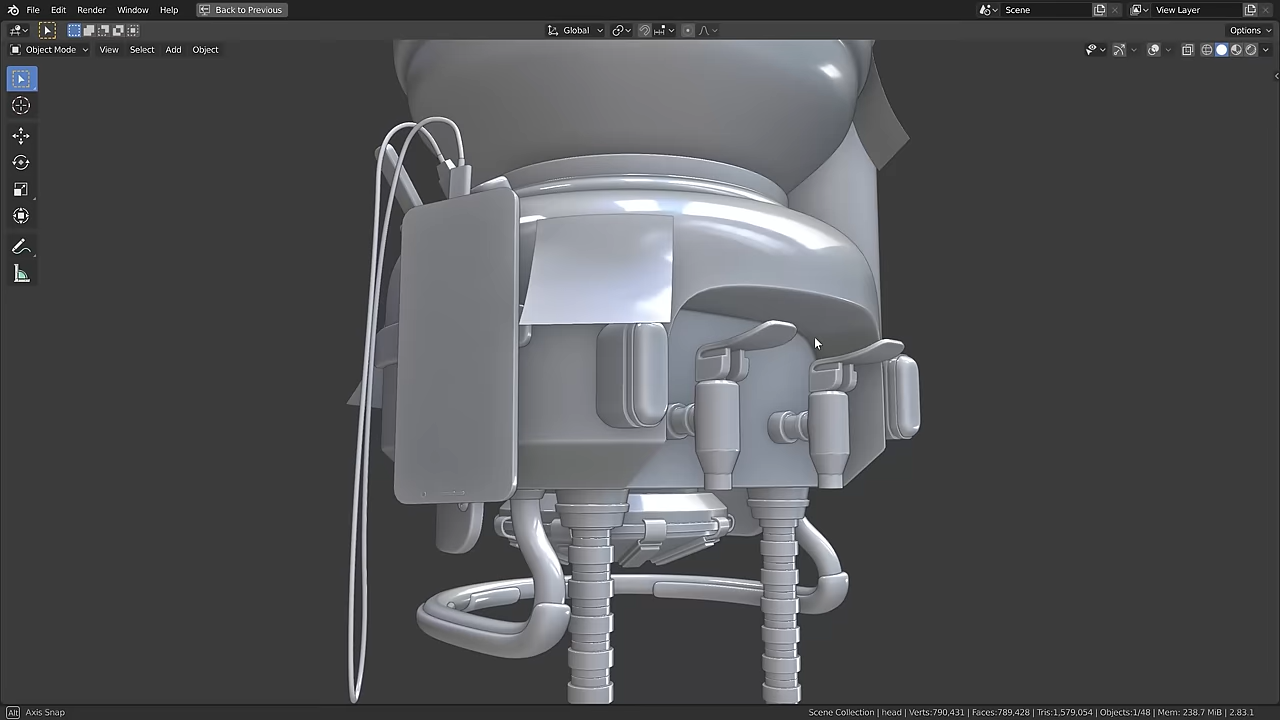 File Edit Render Window Help Back to Previous Scene View Layer
Global Options
Object Mode View Select Add Object
Alt Axis Snap Scene Collection | head | Verts:790,431 | Faces:789,428 | Tris:1,579,054 | Objects:1/48 | Mem: 238.7 MiB | 2.83.1